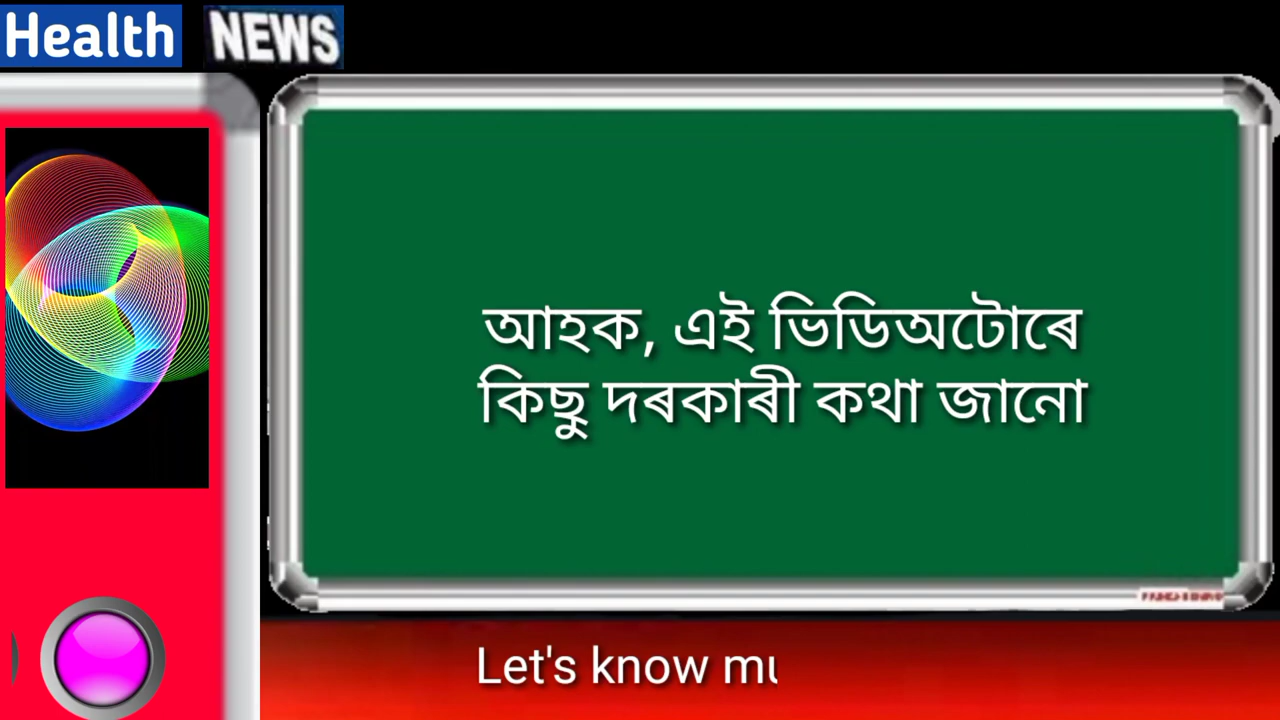 Health NEWS
আহক, এই ভিডিঅটোৰে
কিছু দৰকাৰী কথা জানো
Let's know